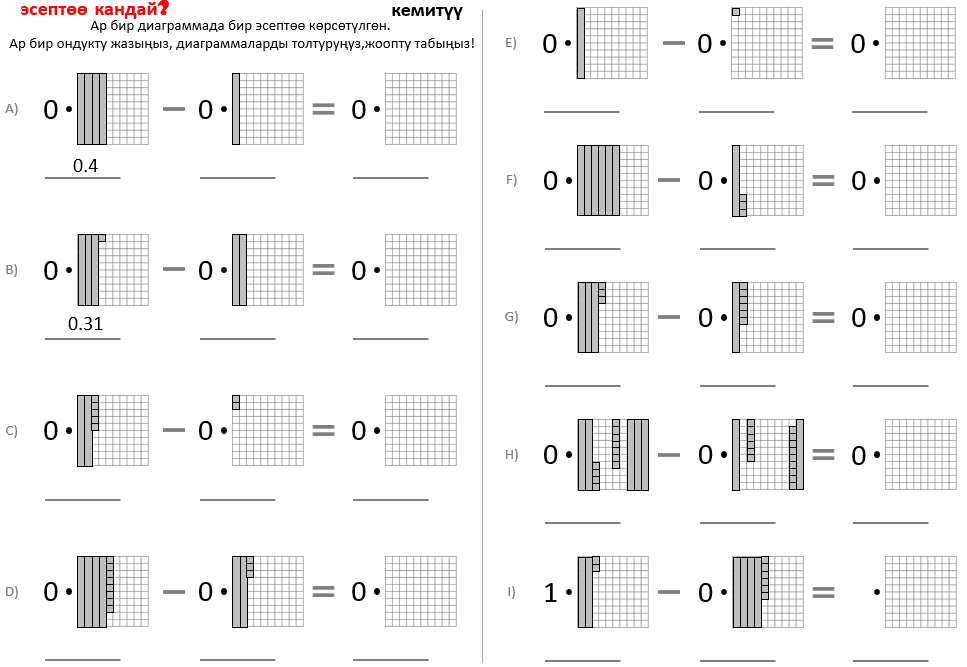 эсептөө кандай?
кемитүү
Ар бир диаграммада бир эсептөө көрсөтүлгөн.
Ар бир ондукту жазыңыз, диаграммаларды толтуруңуз,жоопту табыңыз!
A) 0 • − 0 • = 0 •
0.4
B) 0 • − 0 • = 0 •
0.31
C) 0 • − 0 • = 0 •
D) 0 • − 0 • = 0 •
E) 0 • − 0 • = 0 •
F) 0 • − 0 • = 0 •
G) 0 • − 0 • = 0 •
H) 0 • − 0 • = 0 •
I) 1 • − 0 • = •